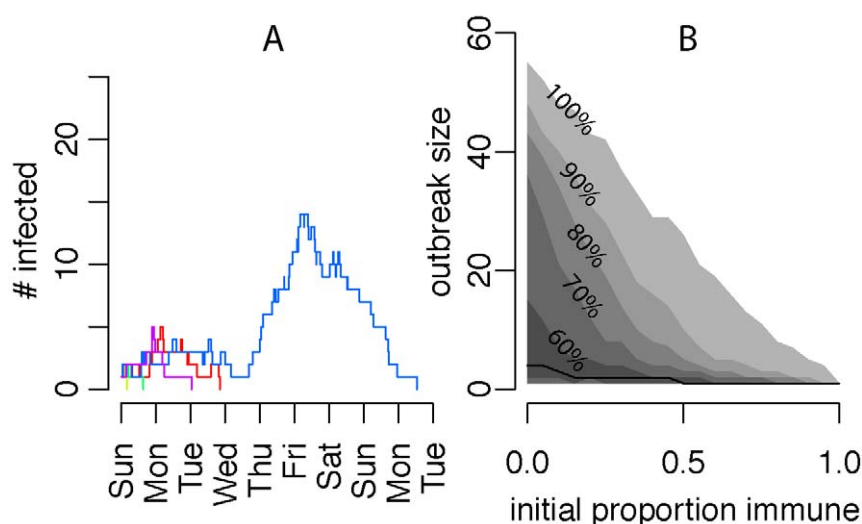 A
# infected
0
10
20
Sun
Mon
Tue
Wed
Thu
Fri
Sat
Sun
Mon
Tue
B
outbreak size
0
20
40
60
100%
90%
80%
70%
60%
0.0
0.5
1.0
initial proportion immune